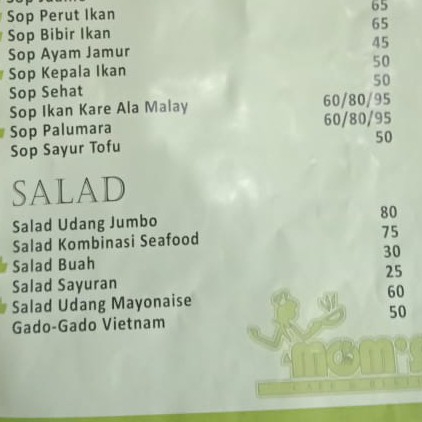 Sop
Sop Perut Ikan 65
Sop Bibir Ikan 65
Sop Ayam Jamur 45
Sop Kepala Ikan 50
Sop Sehat 50
Sop Ikan Kare Ala Malay 60/80/95
Sop Palumara 60/80/95
Sop Sayur Tofu 50
SALAD
Salad Udang Jumbo 80
Salad Kombinasi Seafood 75
Salad Buah 30
Salad Sayuran 25
Salad Udang Mayonaise 60
Gado-Gado Vietnam 50
mom's